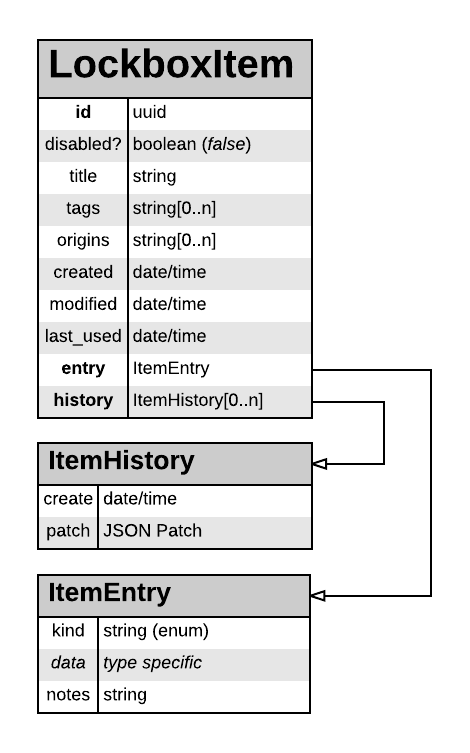 LockboxItem
id uuid
disabled? boolean (false)
title string
tags string[0..n]
origins string[0..n]
created date/time
modified date/time
last_used date/time
entry ItemEntry
history ItemHistory[0..n]
ItemHistory
create date/time
patch JSON Patch
ItemEntry
kind string (enum)
data type specific
notes string